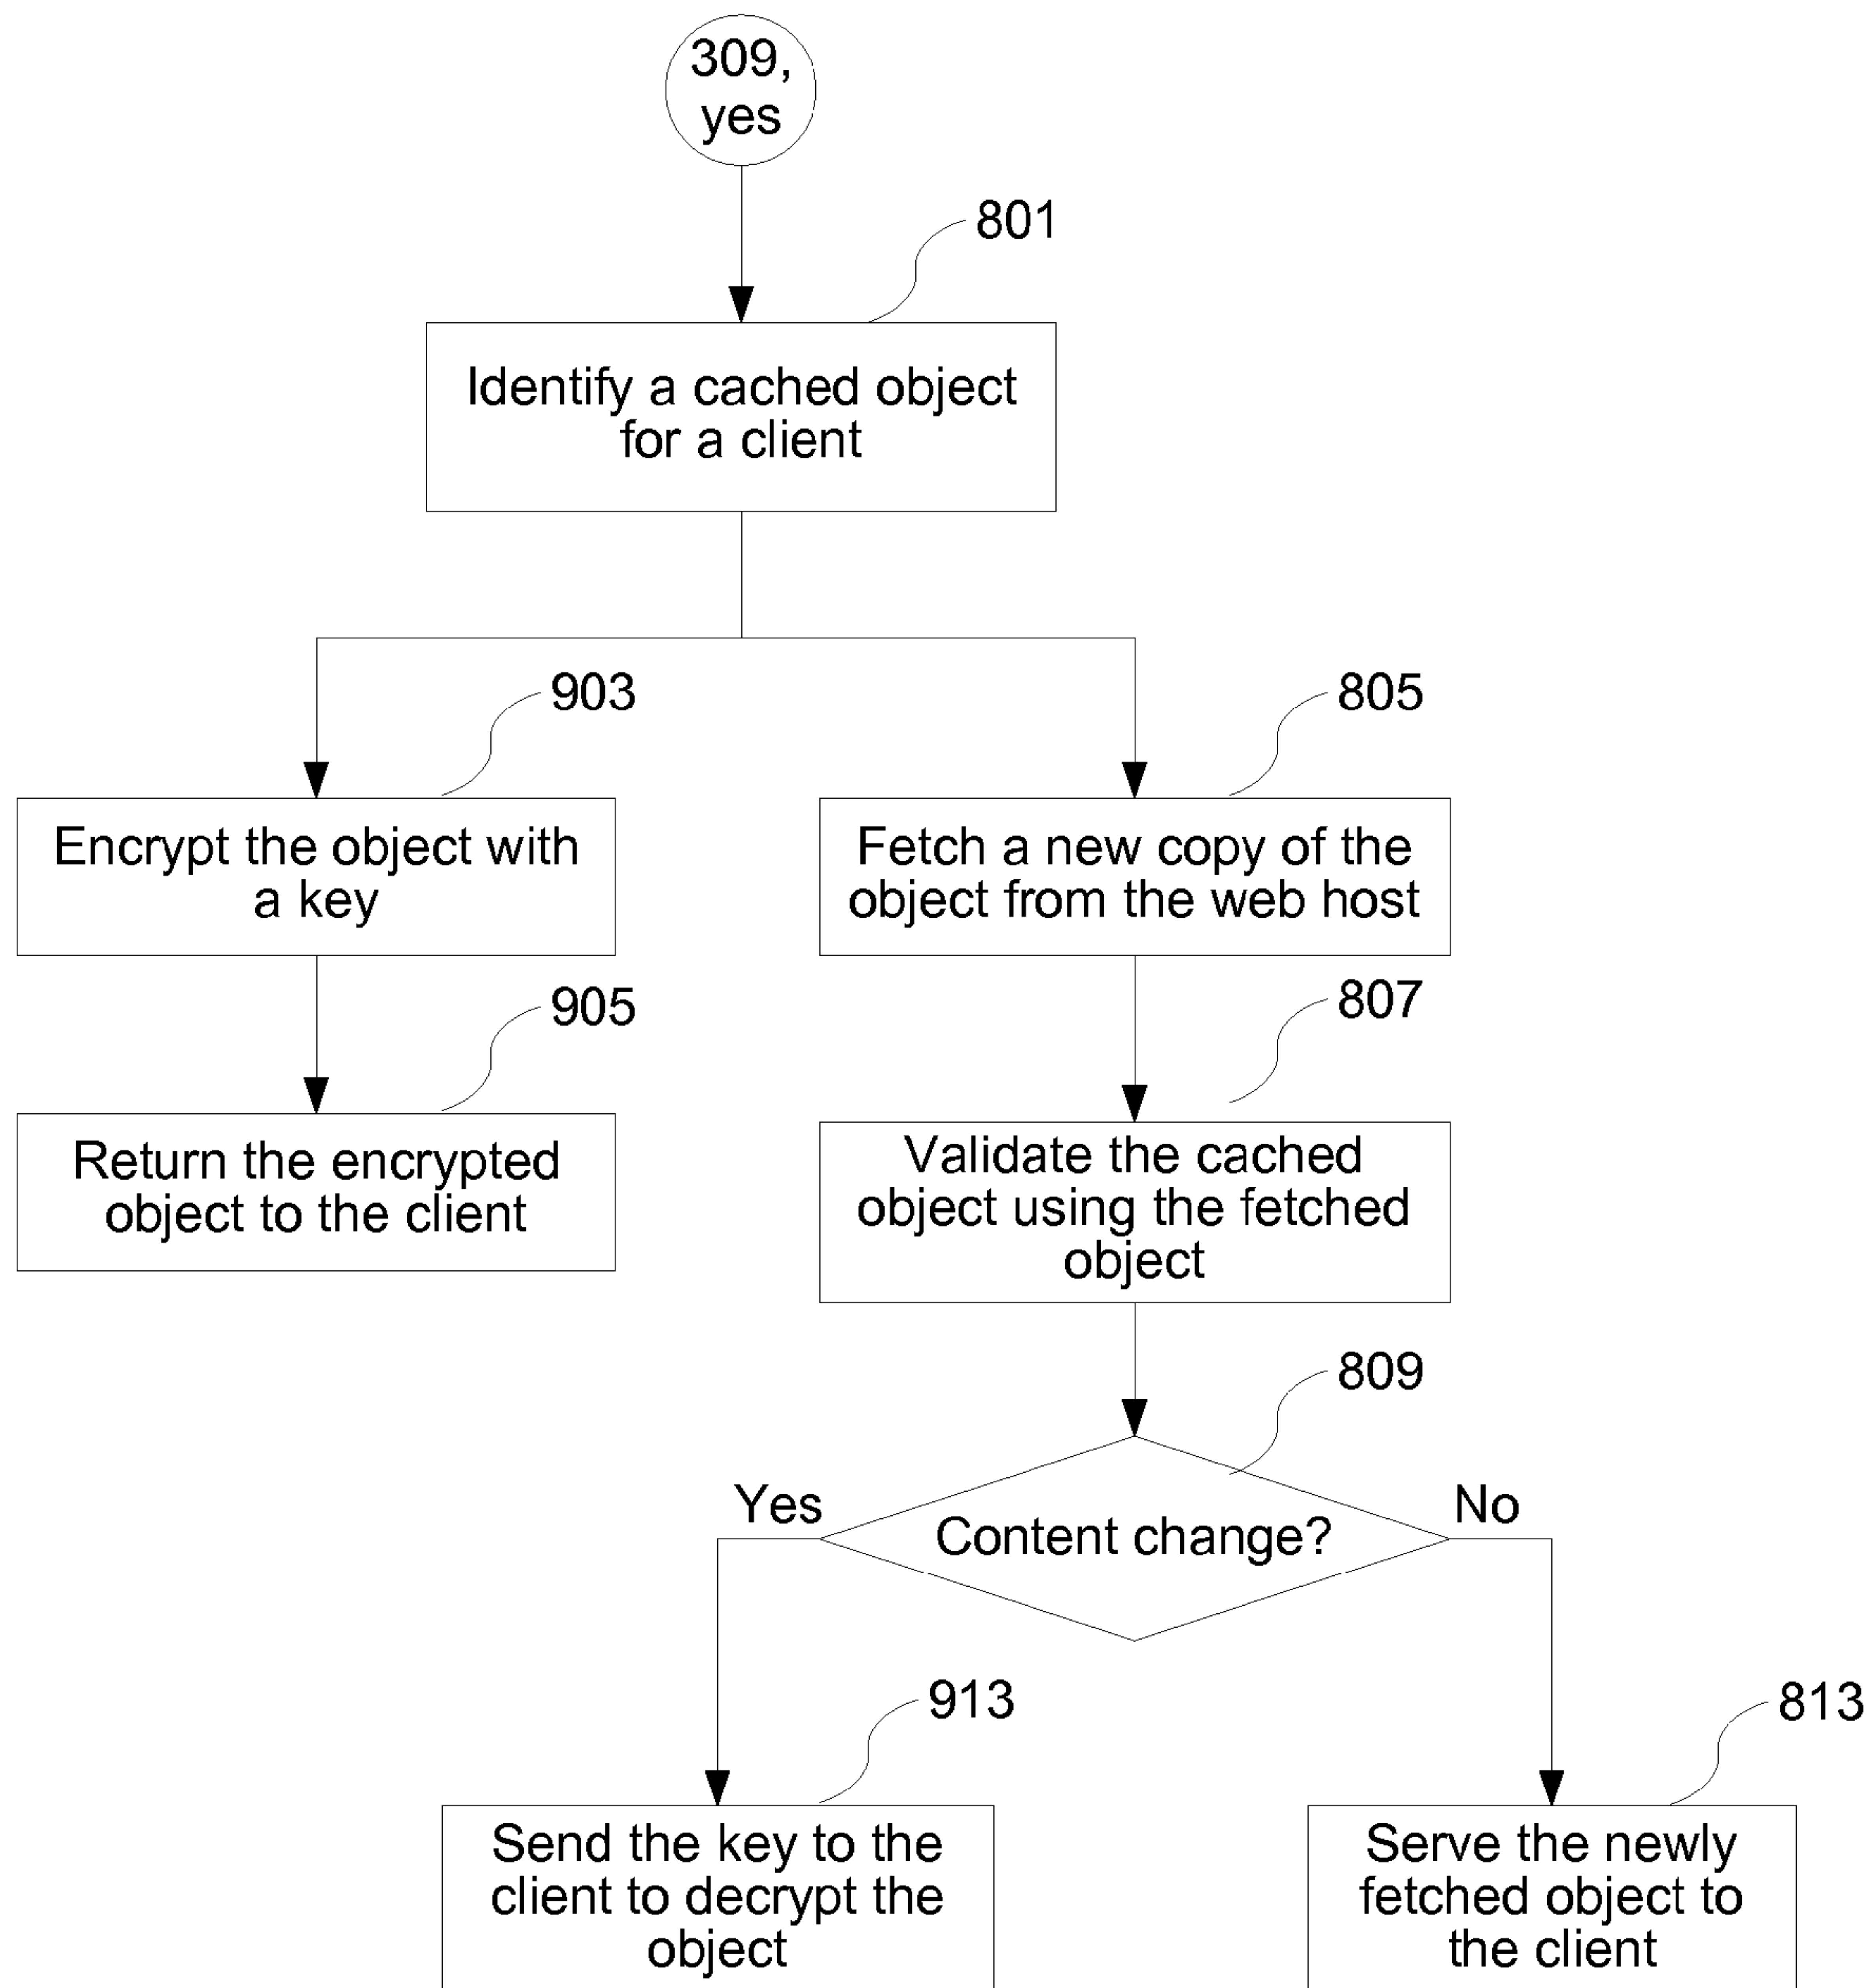 309,
yes
801
Identify a cached object
for a client
903
805
Encrypt the object with
a key
Fetch a new copy of the
object from the web host
905
807
Return the encrypted
object to the client
Validate the cached
object using the fetched
object
809
Yes
No
Content change?
913
813
Send the key to the
client to decrypt the
object
Serve the newly
fetched object to
the client